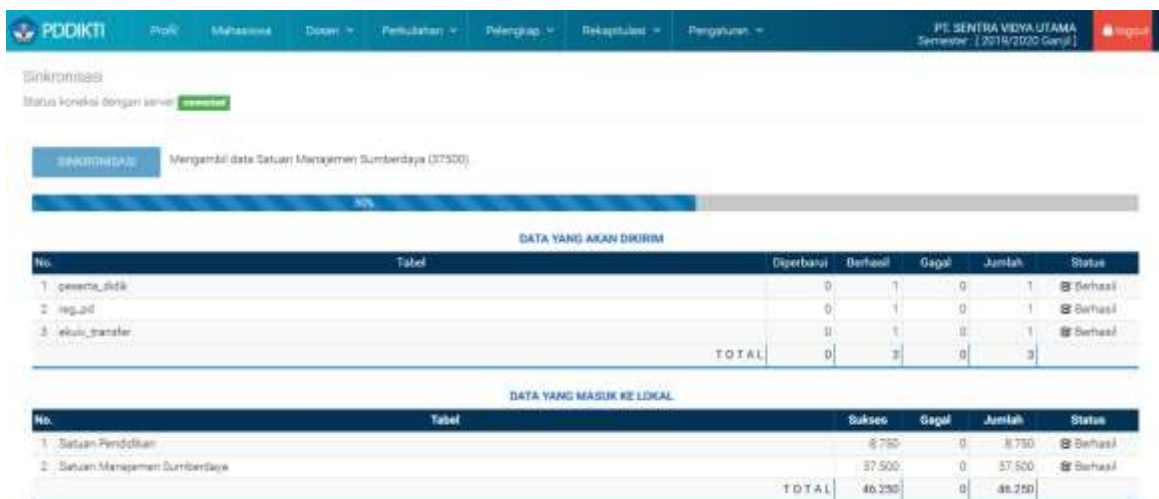 PDDIKTI Profil Mahasiswa Dosen Perkuliahan Pelengkap Rekapitulasi Pengaturan PT. SENTRA VIDYA UTAMA logout
Semester : [ 2019/2020 Ganjil ]
Sinkronisasi
Status koneksi dengan server connected
SINKRONISASI Mengambil data Satuan Manajemen Sumberdaya (37500)
60%
DATA YANG AKAN DIKIRIM
No. Tabel Diperbarui Berhasil Gagal Jumlah Status
1 peserta_didik 0 1 0 1 Berhasil
2 reg_pd 0 1 0 1 Berhasil
3 ekuiv_transfer 0 1 0 1 Berhasil
TOTAL 0 3 0 3
DATA YANG MASUK KE LOKAL
No. Tabel Sukses Gagal Jumlah Status
1 Satuan Pendidikan 8.750 0 8.750 Berhasil
2 Satuan Manajemen Sumberdaya 37.500 0 37.500 Berhasil
TOTAL 46.250 0 46.250